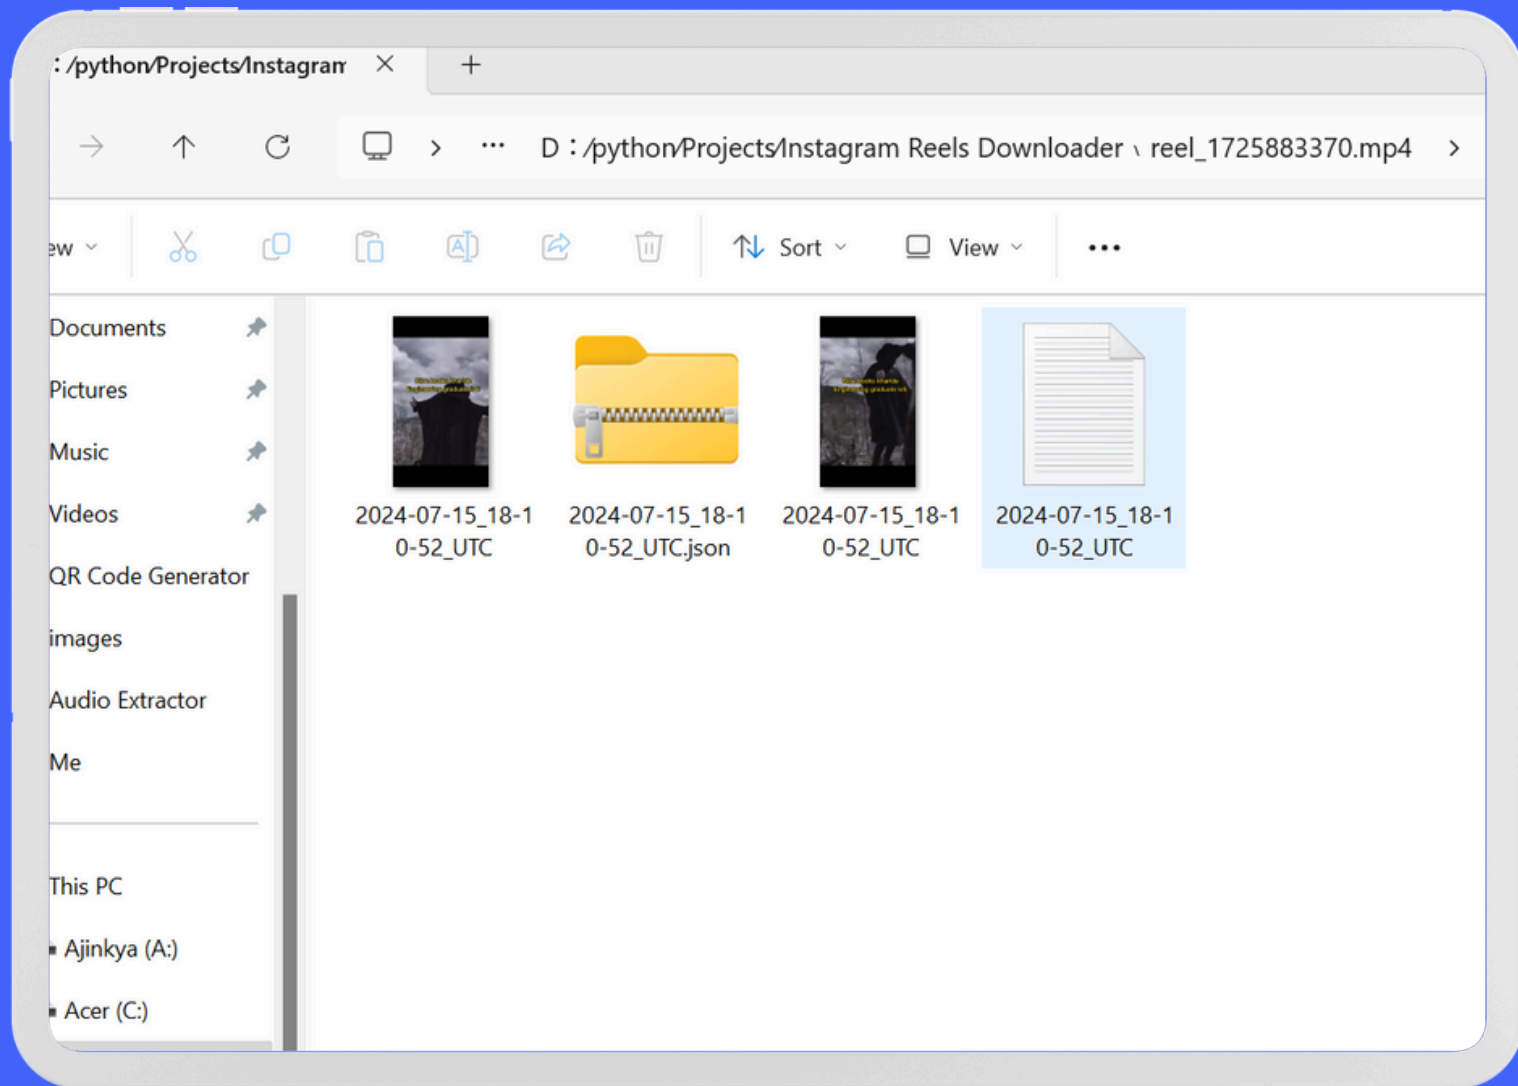 : /python/Projects/Instagram
D : /python/Projects/Instagram Reels Downloader \ reel_1725883370.mp4
ew
Sort
View
Documents
Pictures
Music
Videos
QR Code Generator
images
Audio Extractor
Me
This PC
Ajinkya (A:)
Acer (C:)
2024-07-15_18-1
0-52_UTC
2024-07-15_18-1
0-52_UTC.json
2024-07-15_18-1
0-52_UTC
2024-07-15_18-1
0-52_UTC